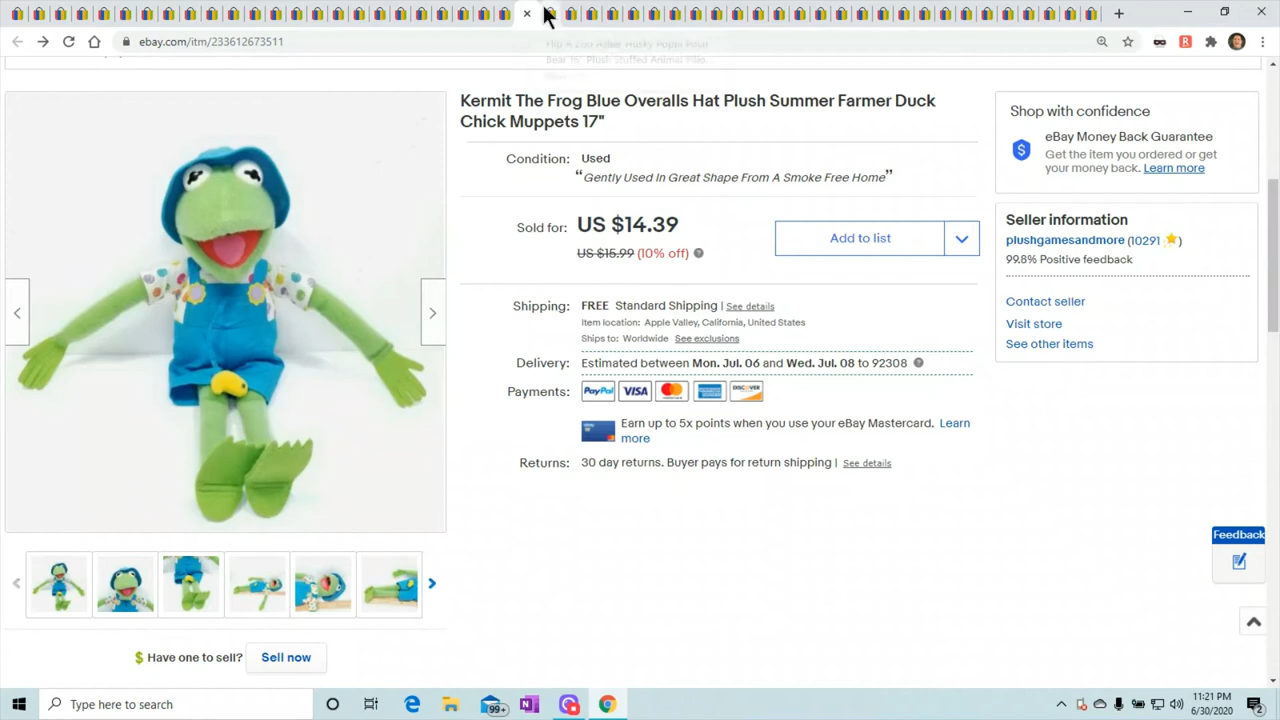 ebay.com/itm/233612673511
Kermit The Frog Blue Overalls Hat Plush Summer Farmer Duck
Chick Muppets 17"
Condition: Used
“Gently Used In Great Shape From A Smoke Free Home”
Sold for: US $14.39
US $15.99 (10% off)
Add to list
Shipping: FREE Standard Shipping | See details
Item location: Apple Valley, California, United States
Ships to: Worldwide See exclusions
Delivery: Estimated between Mon. Jul. 06 and Wed. Jul. 08 to 92308
Payments: PayPal VISA
Earn up to 5x points when you use your eBay Mastercard. Learn
more
Returns: 30 day returns. Buyer pays for return shipping | See details
Shop with confidence
eBay Money Back Guarantee
Get the item you ordered or get
your money back. Learn more
Seller information
plushgamesandmore (10291)
99.8% Positive feedback
Contact seller
Visit store
See other items
Feedback
Have one to sell? Sell now
Type here to search
99+
11:21 PM
6/30/2020
2